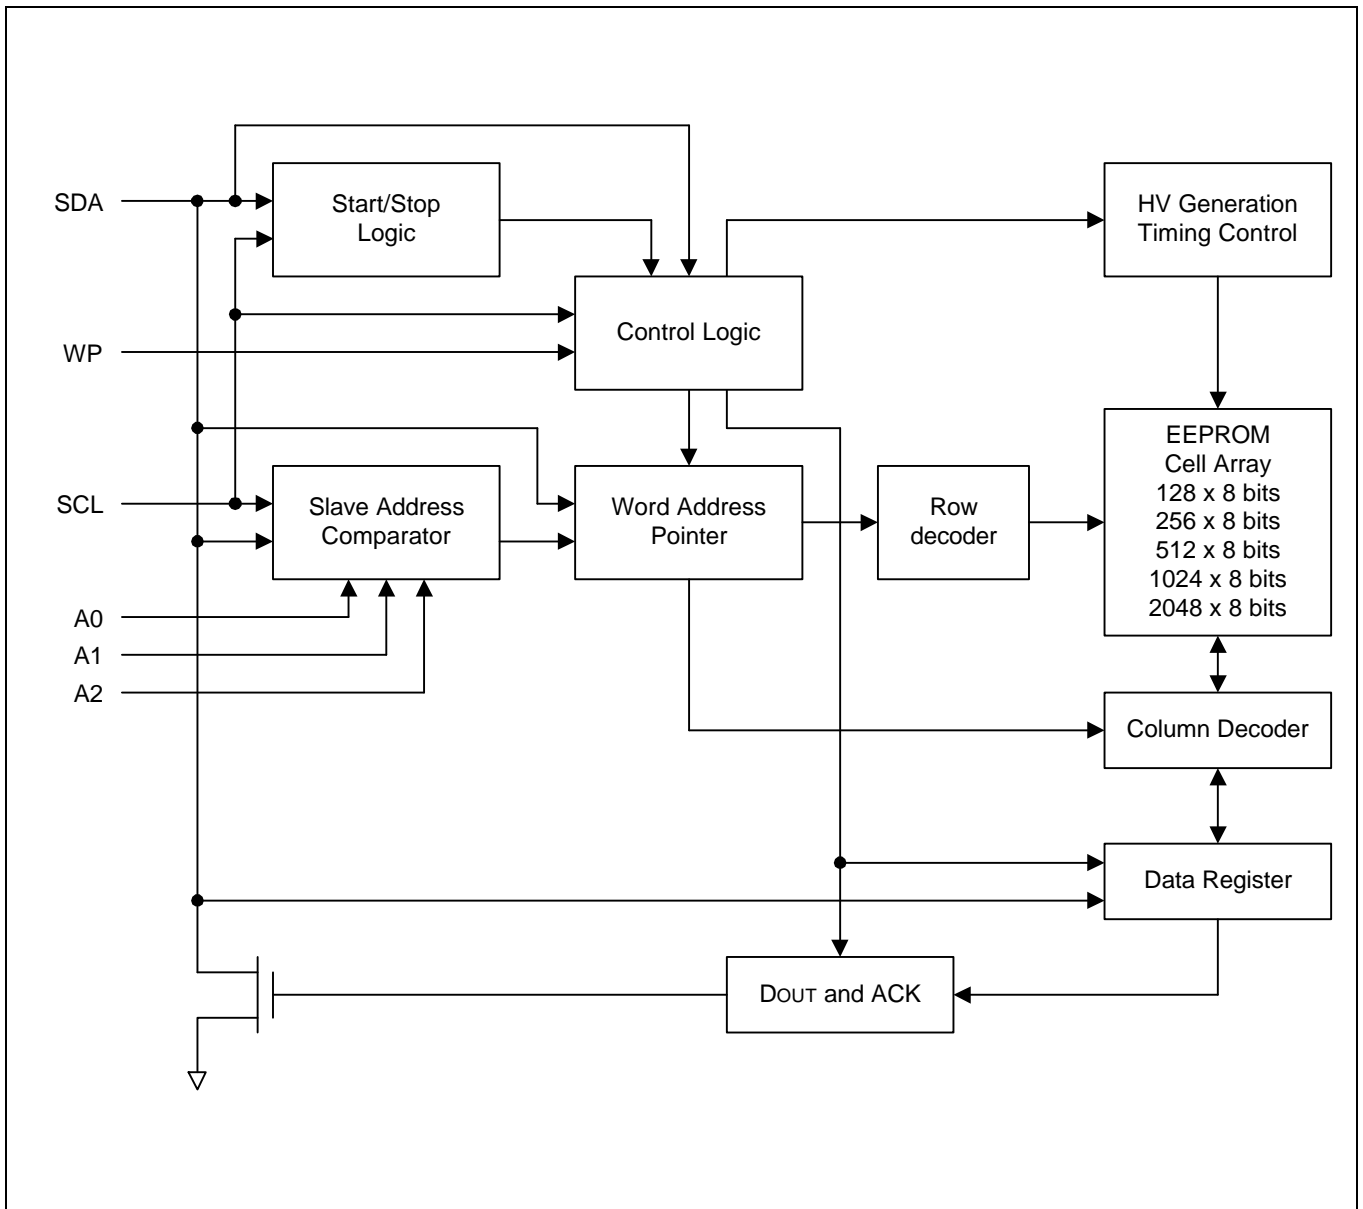 SDA
Start/Stop
Logic
HV Generation
Timing Control
WP
Control Logic
SCL
Slave Address
Comparator
Word Address
Pointer
Row
decoder
EEPROM
Cell Array
128 x 8 bits
256 x 8 bits
512 x 8 bits
1024 x 8 bits
2048 x 8 bits
A0
A1
A2
Column Decoder
Data Register
DOUT and ACK